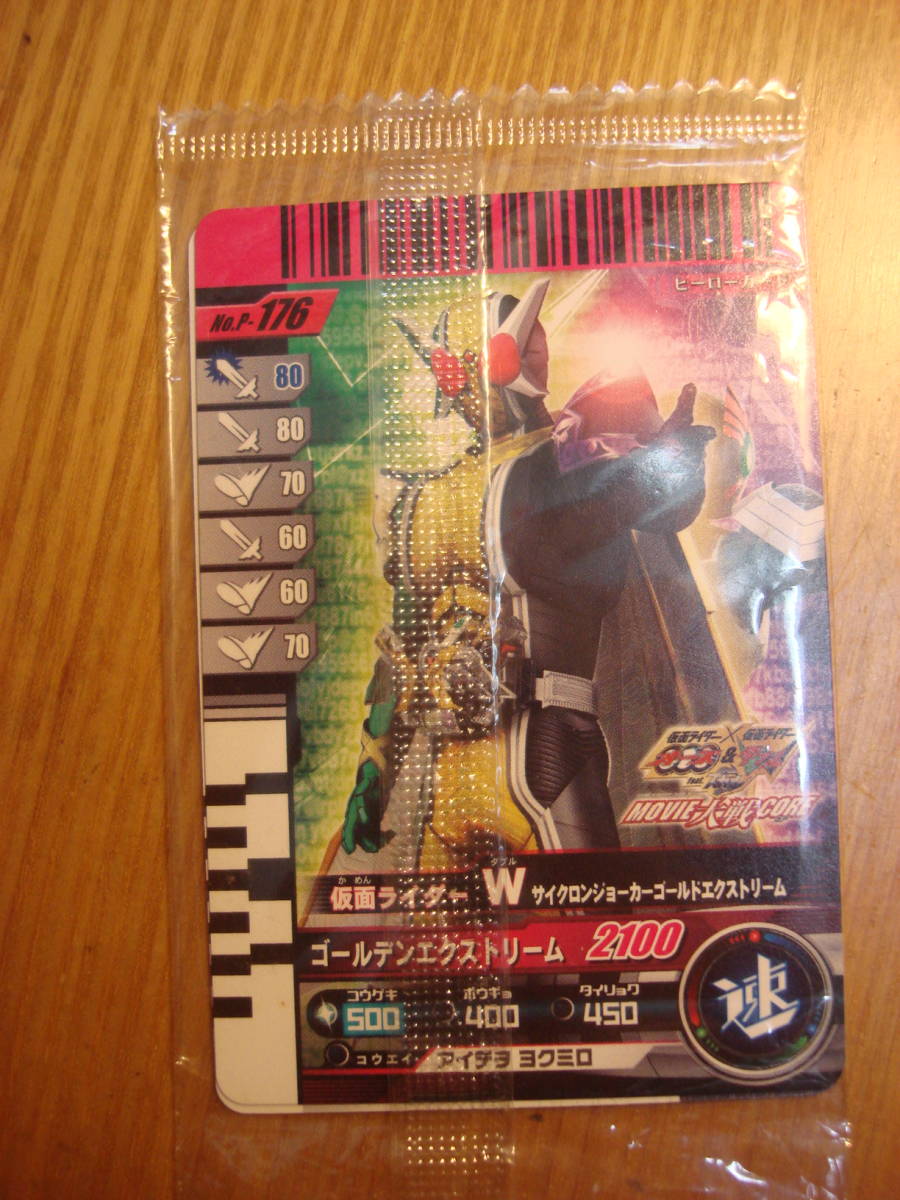 ヒーローカード
No.P-176
80
80
70
60
60
70
仮面ライダー×仮面ライダー
&
feat.
MOVIE大戦CORE
かめん
ダブル
仮面ライダー W サイクロンジョーカーゴールドエクストリーム
ゴールデンエクストリーム 2100
コウゲキ
500
ボウギョ
400
タイリョク
450
速
コウエイ
アイテヲ ヨクミロ